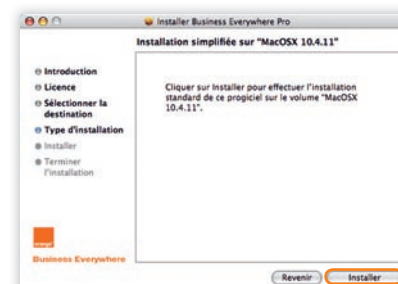 Installer Business Everywhere Pro
Installation simplifiée sur "MacOSX 10.4.11"
Introduction
Licence
Sélectionner la
destination
Type d'installation
Installer
Terminer
l'installation
Cliquer sur Installer pour effectuer l'installation
standard de ce progiciel sur le volume "MacOSX
10.4.11".
orange
Business Everywhere
Revenir
Installer